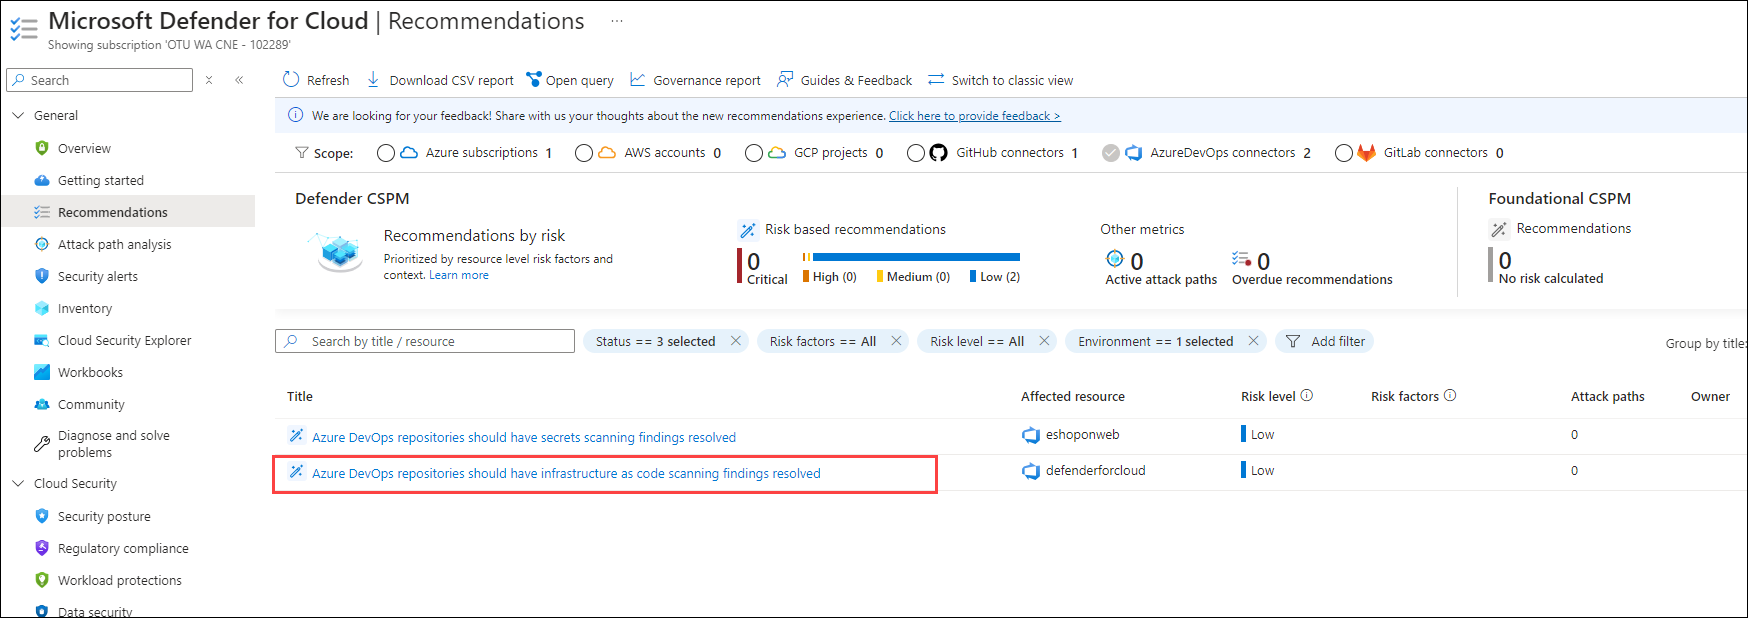 Microsoft Defender for Cloud | Recommendations ...
Showing subscription 'OTU WA CNE - 102289'
Search
General
Overview
Getting started
Recommendations
Attack path analysis
Security alerts
Inventory
Cloud Security Explorer
Workbooks
Community
Diagnose and solve
problems
Cloud Security
Security posture
Regulatory compliance
Workload protections
Data security
Refresh Download CSV report Open query Governance report Guides & Feedback Switch to classic view
We are looking for your feedback! Share with us your thoughts about the new recommendations experience. Click here to provide feedback >
Scope: Azure subscriptions 1 AWS accounts 0 GCP projects 0 GitHub connectors 1 AzureDevOps connectors 2 GitLab connectors 0
Defender CSPM
Recommendations by risk
Prioritized by resource level risk factors and
context. Learn more
Risk based recommendations
0
Critical
High (0) Medium (0) Low (2)
Other metrics
0
Active attack paths
0
Overdue recommendations
Foundational CSPM
Recommendations
0
No risk calculated
Search by title / resource
Status == 3 selected Risk factors == All Risk level == All Environment == 1 selected Add filter
Group by title:
Title Affected resource Risk level Risk factors Attack paths Owner
Azure DevOps repositories should have secrets scanning findings resolved eshoponweb Low 0
Azure DevOps repositories should have infrastructure as code scanning findings resolved defenderforcloud Low 0